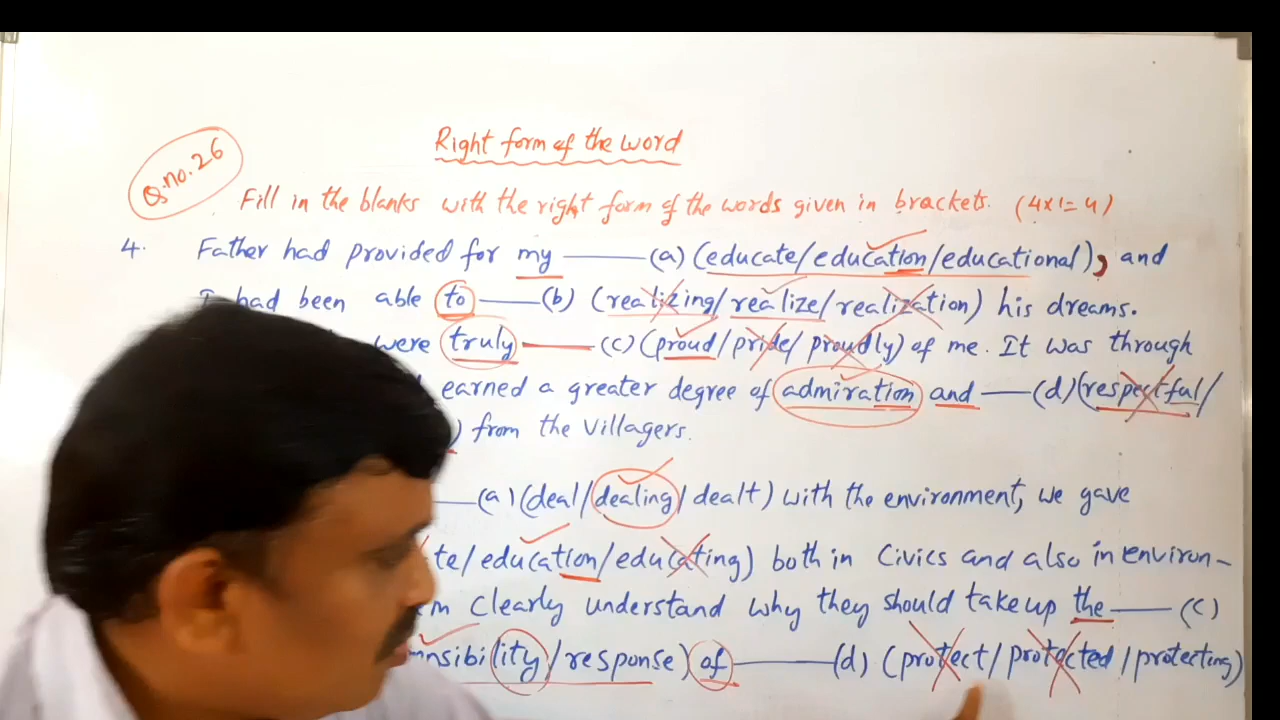 Q.no.26
Right form of the word
Fill in the blanks with the right form of the words given in brackets. (4x1=4)
4. Father had provided for my ——— (a) (educate/education/educational), and
I had been able to ——— (b) (realizing/realize/realization) his dreams.
were truly ——— (c) (proud/pride/proudly) of me. It was through
earned a greater degree of admiration and ——— (d) (respectful/
) from the villagers.
——— (a) (deal/dealing/dealt) with the environment, we gave
te/education/educating) both in Civics and also in environ-
clearly understand why they should take up the ——— (c)
nsibility/response) of ——— (d) (protect/protected/protecting)